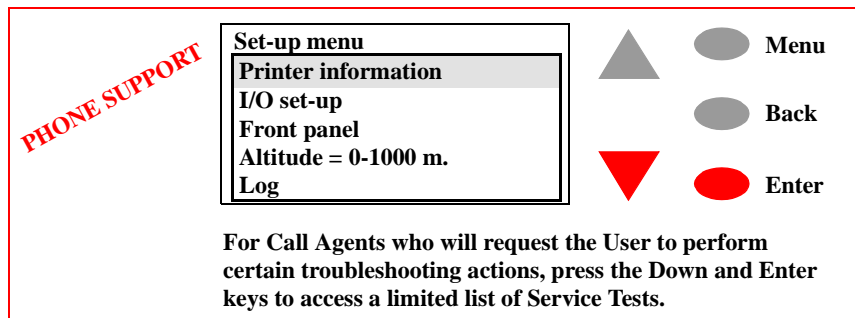 PHONE SUPPORT
Set-up menu
Printer information
I/O set-up
Front panel
Altitude = 0-1000 m.
Log
Menu
Back
Enter
For Call Agents who will request the User to perform
certain troubleshooting actions, press the Down and Enter
keys to access a limited list of Service Tests.